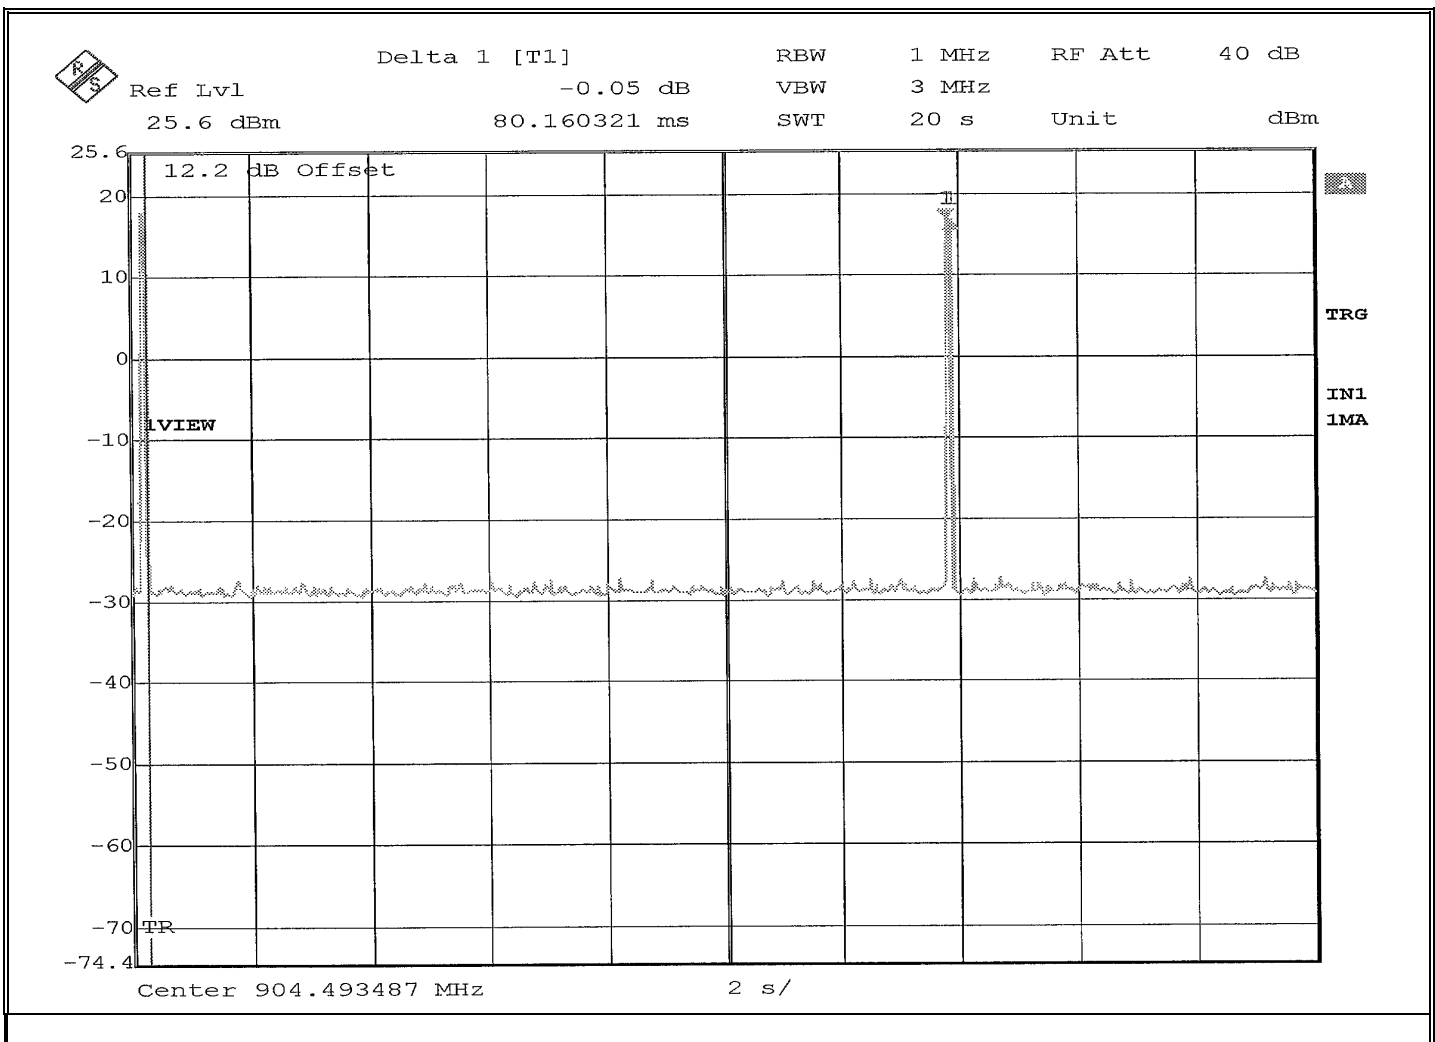 R S
Delta 1 [T1] RBW 1 MHz RF Att 40 dB
Ref Lvl -0.05 dB VBW 3 MHz
25.6 dBm 80.160321 ms SWT 20 s Unit dBm
25.6
12.2 dB Offset
A
20
1
10
TRG
0
IN1
1VIEW 1MA
-10
-20
-30
-40
-50
-60
-70 TR
-74.4
Center 904.493487 MHz 2 s/